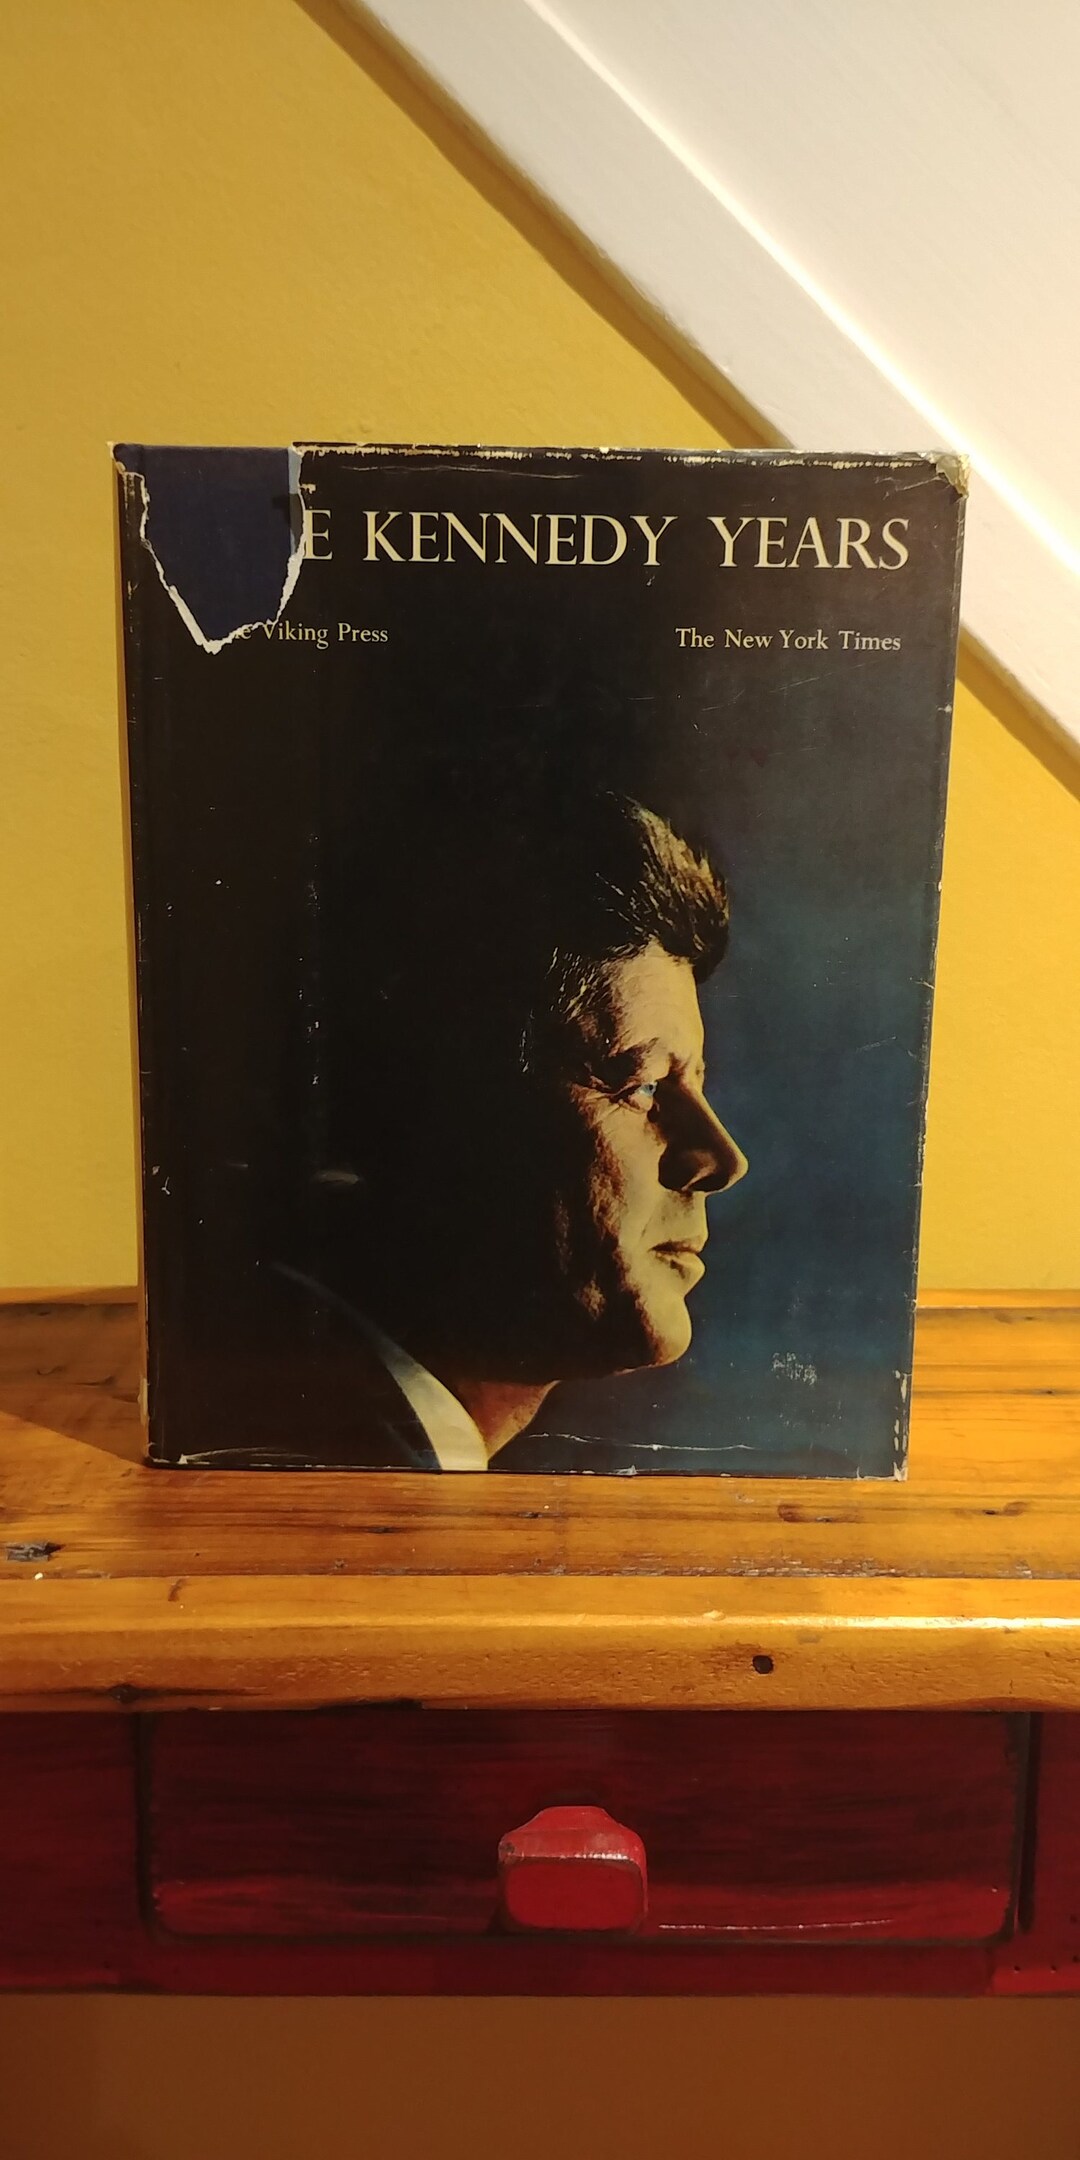 E KENNEDY YEARS
Viking Press The New York Times